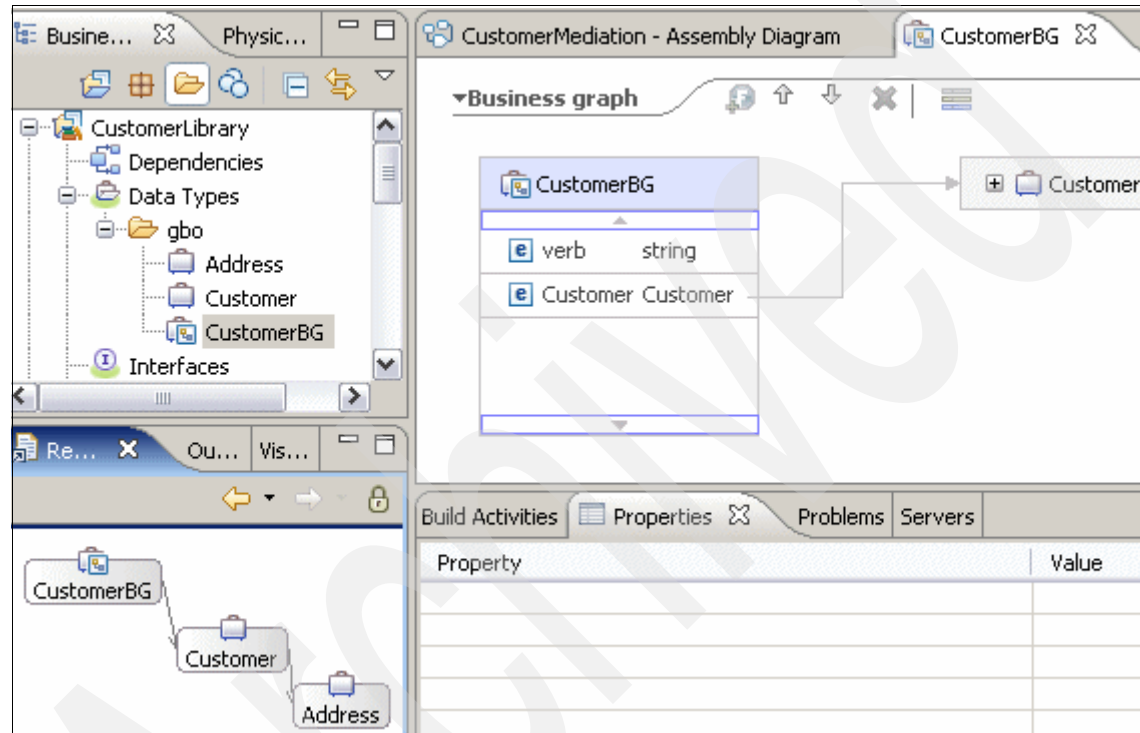 Busine...
Physic...
CustomerLibrary
Dependencies
Data Types
gbo
Address
Customer
CustomerBG
Interfaces
Re...
Ou...
Vis...
CustomerBG
Customer
Address
CustomerMediation - Assembly Diagram
CustomerBG
Business graph
CustomerBG
verb string
Customer Customer
Customer
Build Activities
Properties
Problems
Servers
Property
Value
Archived